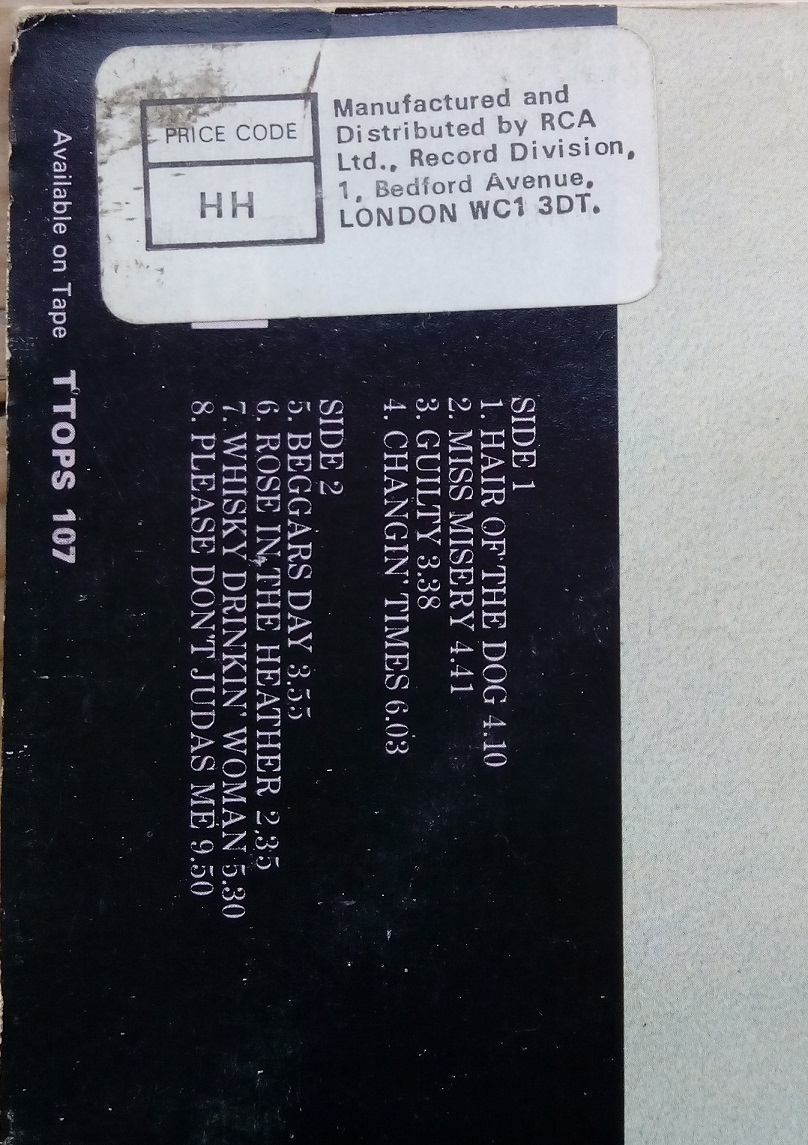 PRICE CODE
HH
Manufactured and
Distributed by RCA
Ltd., Record Division,
1, Bedford Avenue,
LONDON WC1 3DT.
SIDE 1
1. HAIR OF THE DOG 4.10
2. MISS MISERY 4.41
3. GUILTY 3.38
4. CHANGIN' TIMES 6.03
SIDE 2
5. BEGGARS DAY 3.55
6. ROSE IN THE HEATHER 2.35
7. WHISKY DRINKIN' WOMAN 5.30
8. PLEASE DON'T JUDAS ME 9.50
Available on Tape TC TOPS 107